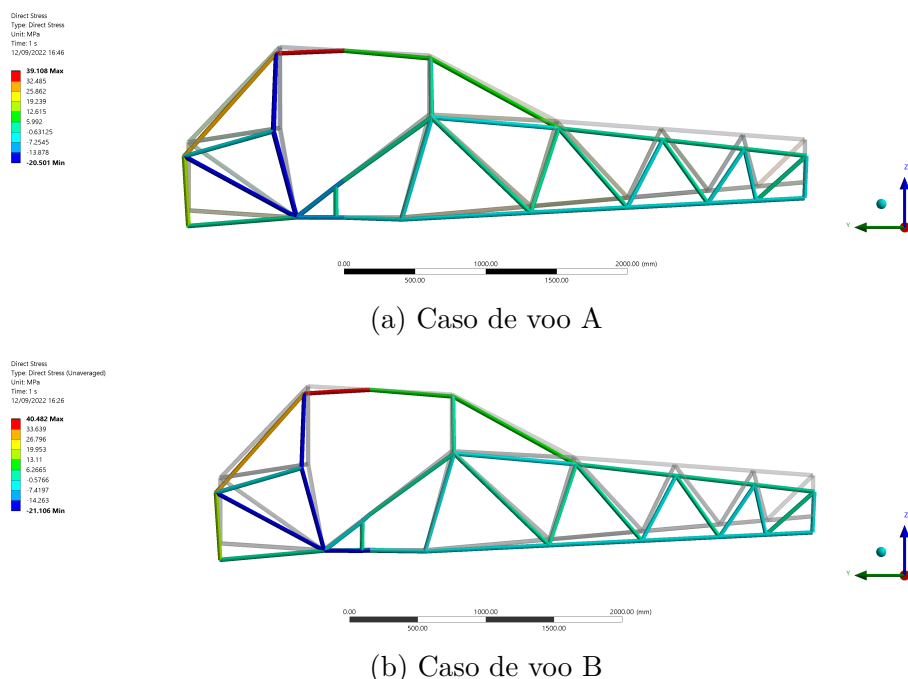 Direct Stress
Type: Direct Stress
Unit: MPa
Time: 1 s
12/09/2022 16:46
39.108 Max
32.485
25.862
19.239
12.615
5.992
-0.63125
-7.2545
-13.878
-20.501 Min
Z
Y
0.00 1000.00 2000.00 (mm)
500.00 1500.00
(a) Caso de voo A
Direct Stress
Type: Direct Stress (Unaveraged)
Unit: MPa
Time: 1 s
12/09/2022 16:26
40.482 Max
33.639
26.796
19.953
13.11
6.2665
-0.5766
-7.4197
-14.263
-21.106 Min
Z
Y
0.00 1000.00 2000.00 (mm)
500.00 1500.00
(b) Caso de voo B